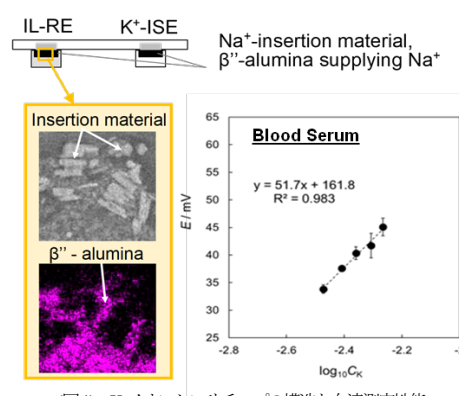 IL-RE
K⁺-ISE
Na⁺-insertion material,
β''-alumina supplying Na⁺
Insertion material
β'' - alumina
Blood Serum
y = 51.7x + 161.8
R² = 0.983
E / mV
65
60
55
50
45
40
35
30
25
-2.8
-2.6
-2.4
-2.2
log₁₀Cₖ